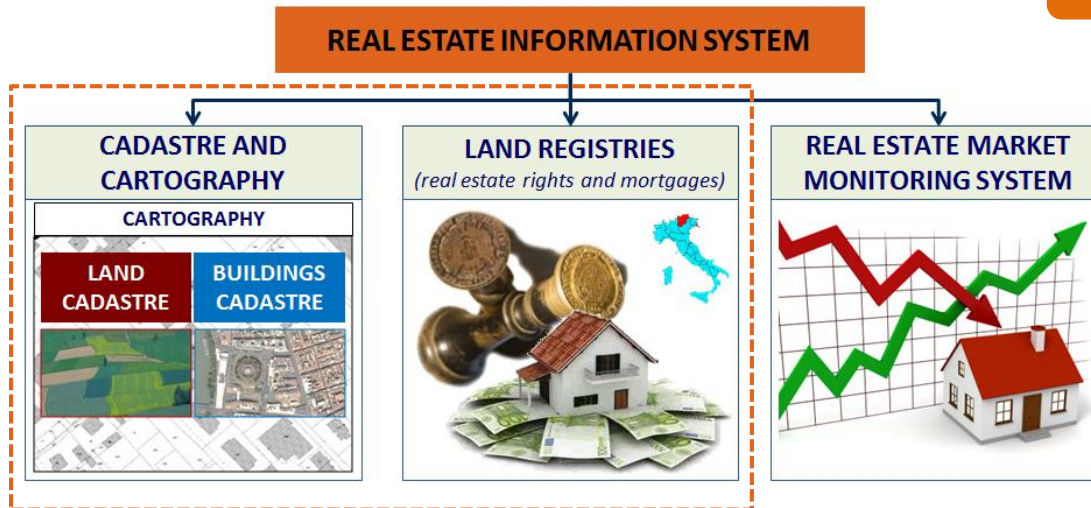 REAL ESTATE INFORMATION SYSTEM
CADASTRE AND
CARTOGRAPHY
CARTOGRAPHY
LAND
CADASTRE
BUILDINGS
CADASTRE
LAND REGISTRIES
(real estate rights and mortgages)
REAL ESTATE MARKET
MONITORING SYSTEM